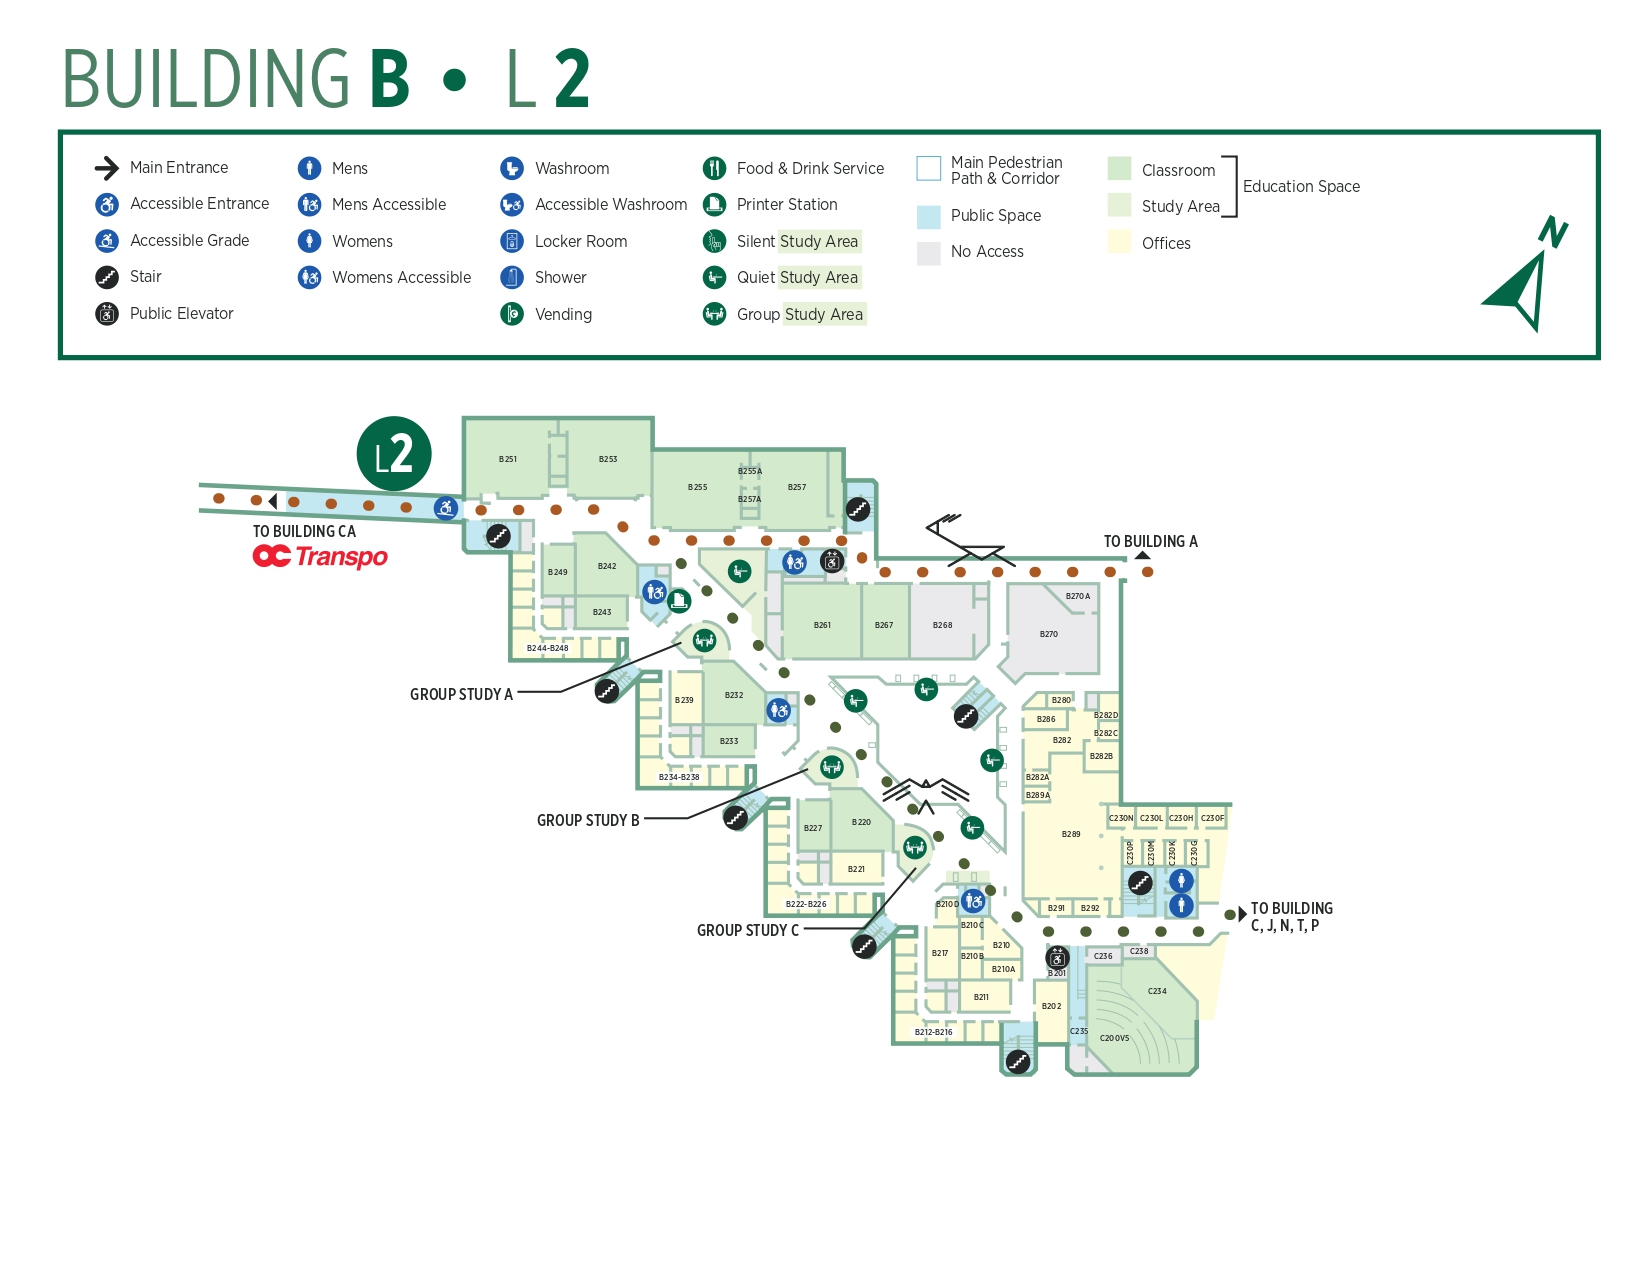 BUILDING B • L 2
Main Entrance
Accessible Entrance
Accessible Grade
Stair
Public Elevator
Mens
Mens Accessible
Womens
Womens Accessible
Washroom
Accessible Washroom
Locker Room
Shower
Vending
Food & Drink Service
Printer Station
Silent Study Area
Quiet Study Area
Group Study Area
Main Pedestrian
Path & Corridor
Public Space
No Access
Classroom
Study Area
Offices
Education Space
N
L2
B251
B253
B255
B255A
B257A
B257
TO BUILDING CA
OC Transpo
TO BUILDING A
B249
B242
B243
B244-B248
B261
B267
B268
B270A
B270
GROUP STUDY A
B239
B232
B233
B234-B238
B280
B286
B282D
B282C
B282
B282B
B282A
B289A
B289
GROUP STUDY B
B227
B220
B221
B222-B226
C230N
C230L
C230H
C230F
C230P
C230M
C230K
C230G
B291
B292
TO BUILDING
C, J, N, T, P
GROUP STUDY C
B210D
B210C
B210
B217
B210B
B210A
B211
B212-B216
B201
B202
C236
C238
C234
C235
C200VS